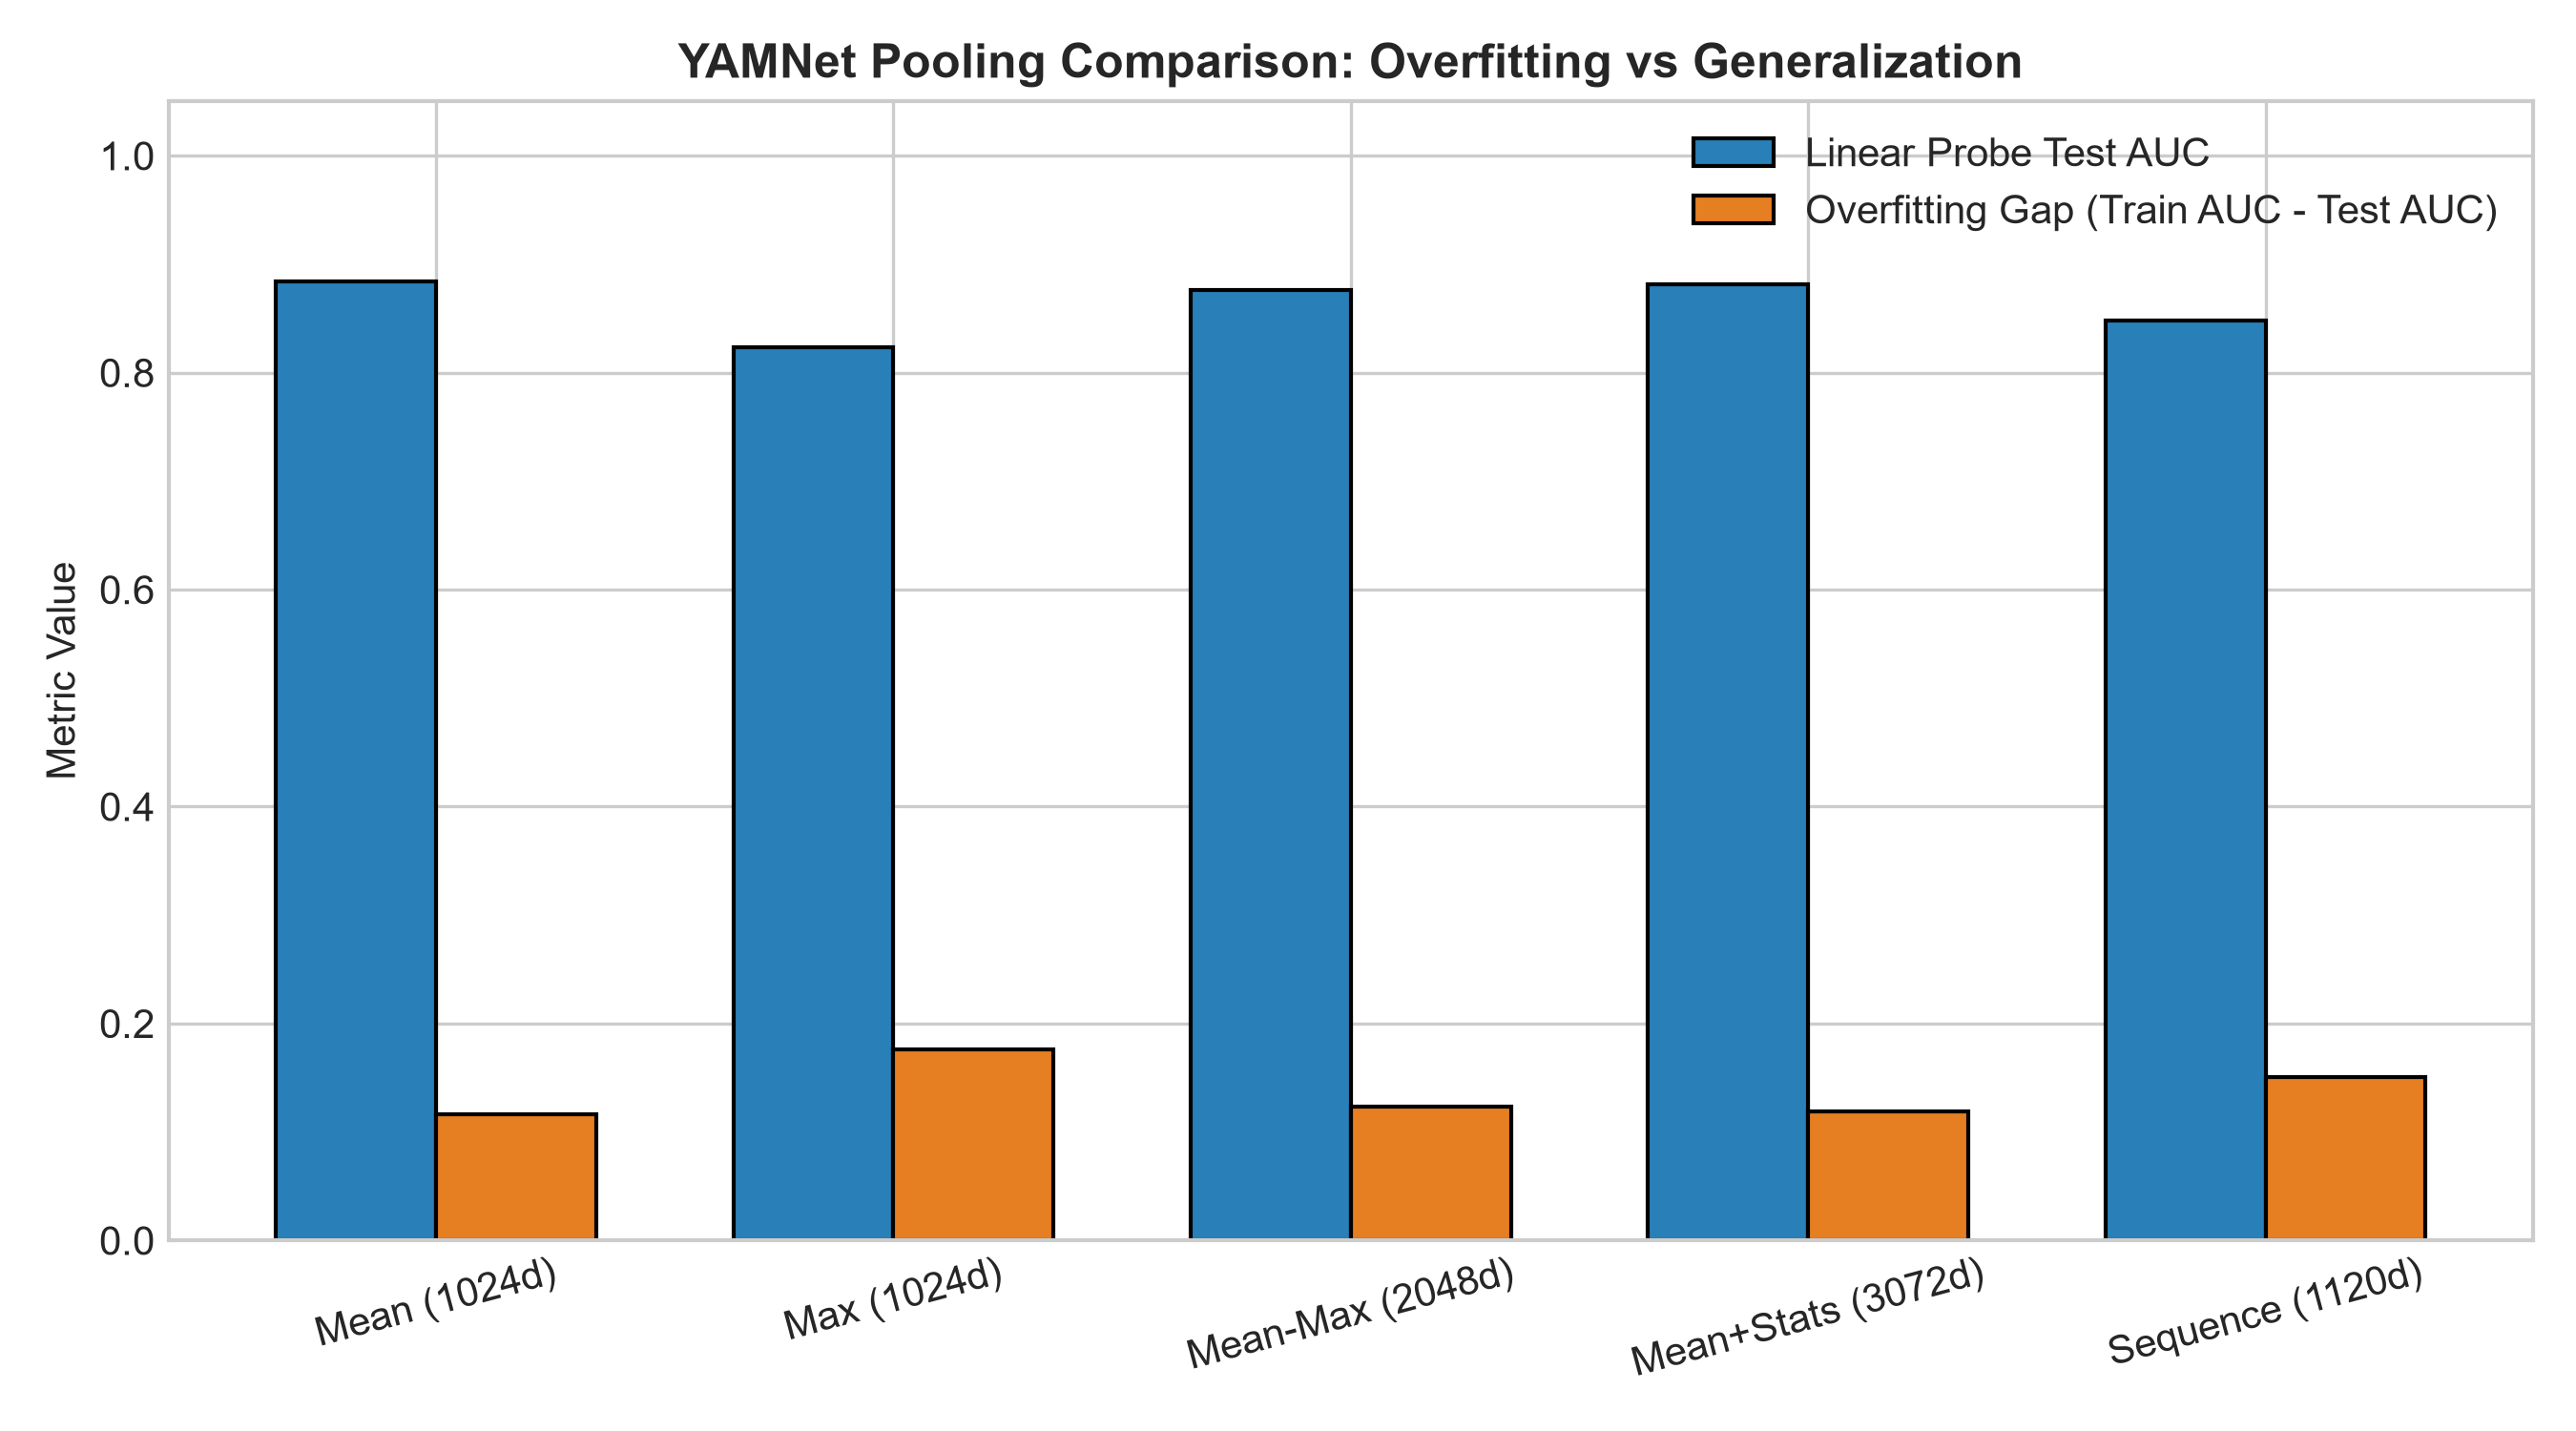 YAMNet Pooling Comparison: Overfitting vs Generalization
Linear Probe Test AUC
Overfitting Gap (Train AUC - Test AUC)
Metric Value
1.0
0.8
0.6
0.4
0.2
0.0
Mean (1024d)
Max (1024d)
Mean-Max (2048d)
Mean+Stats (3072d)
Sequence (1120d)